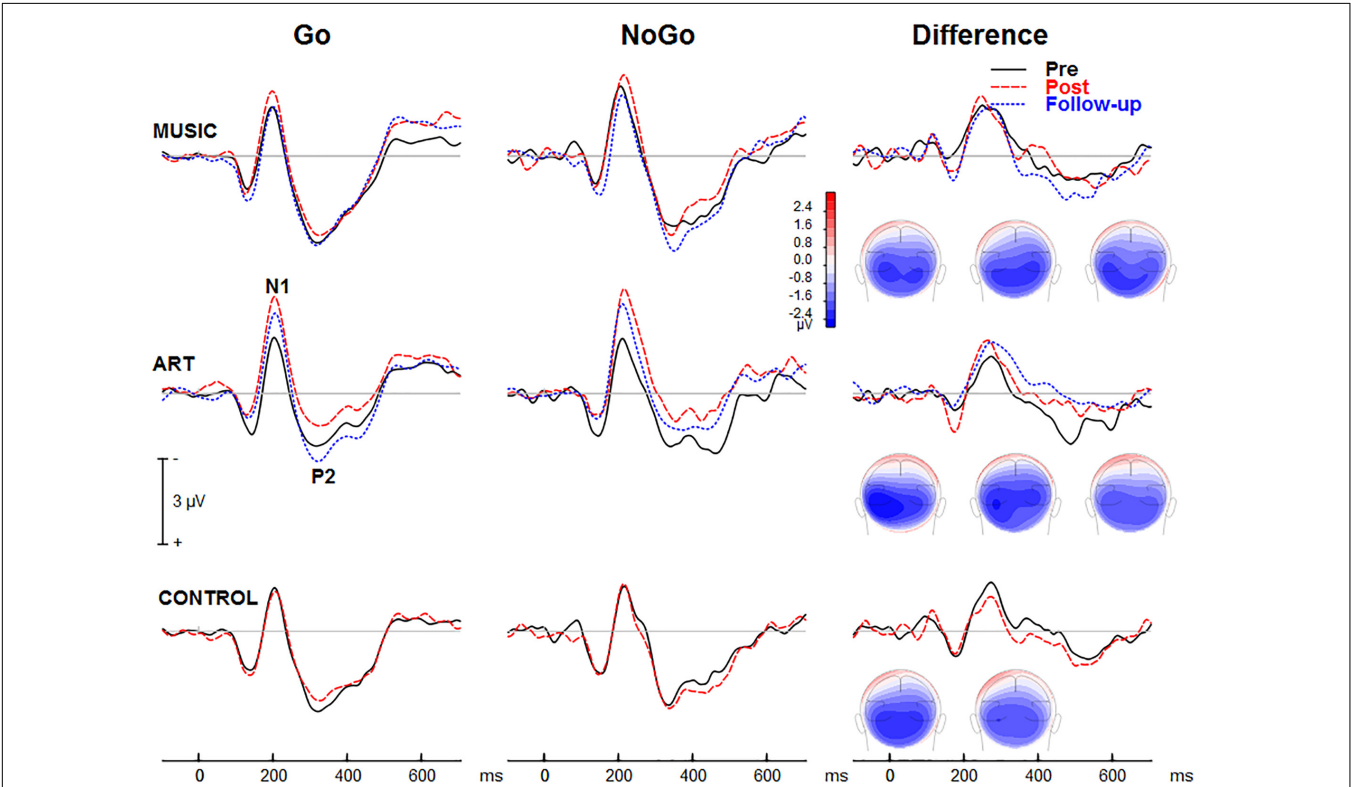 Go NoGo Difference
Pre
Post
Follow-up
MUSIC
2.4
1.6
0.8
0.0
-0.8
-1.6
-2.4
µV
N1
ART
P2
-
3 µV
+
CONTROL
0 200 400 600 ms 0 200 400 600 ms 0 200 400 600 ms